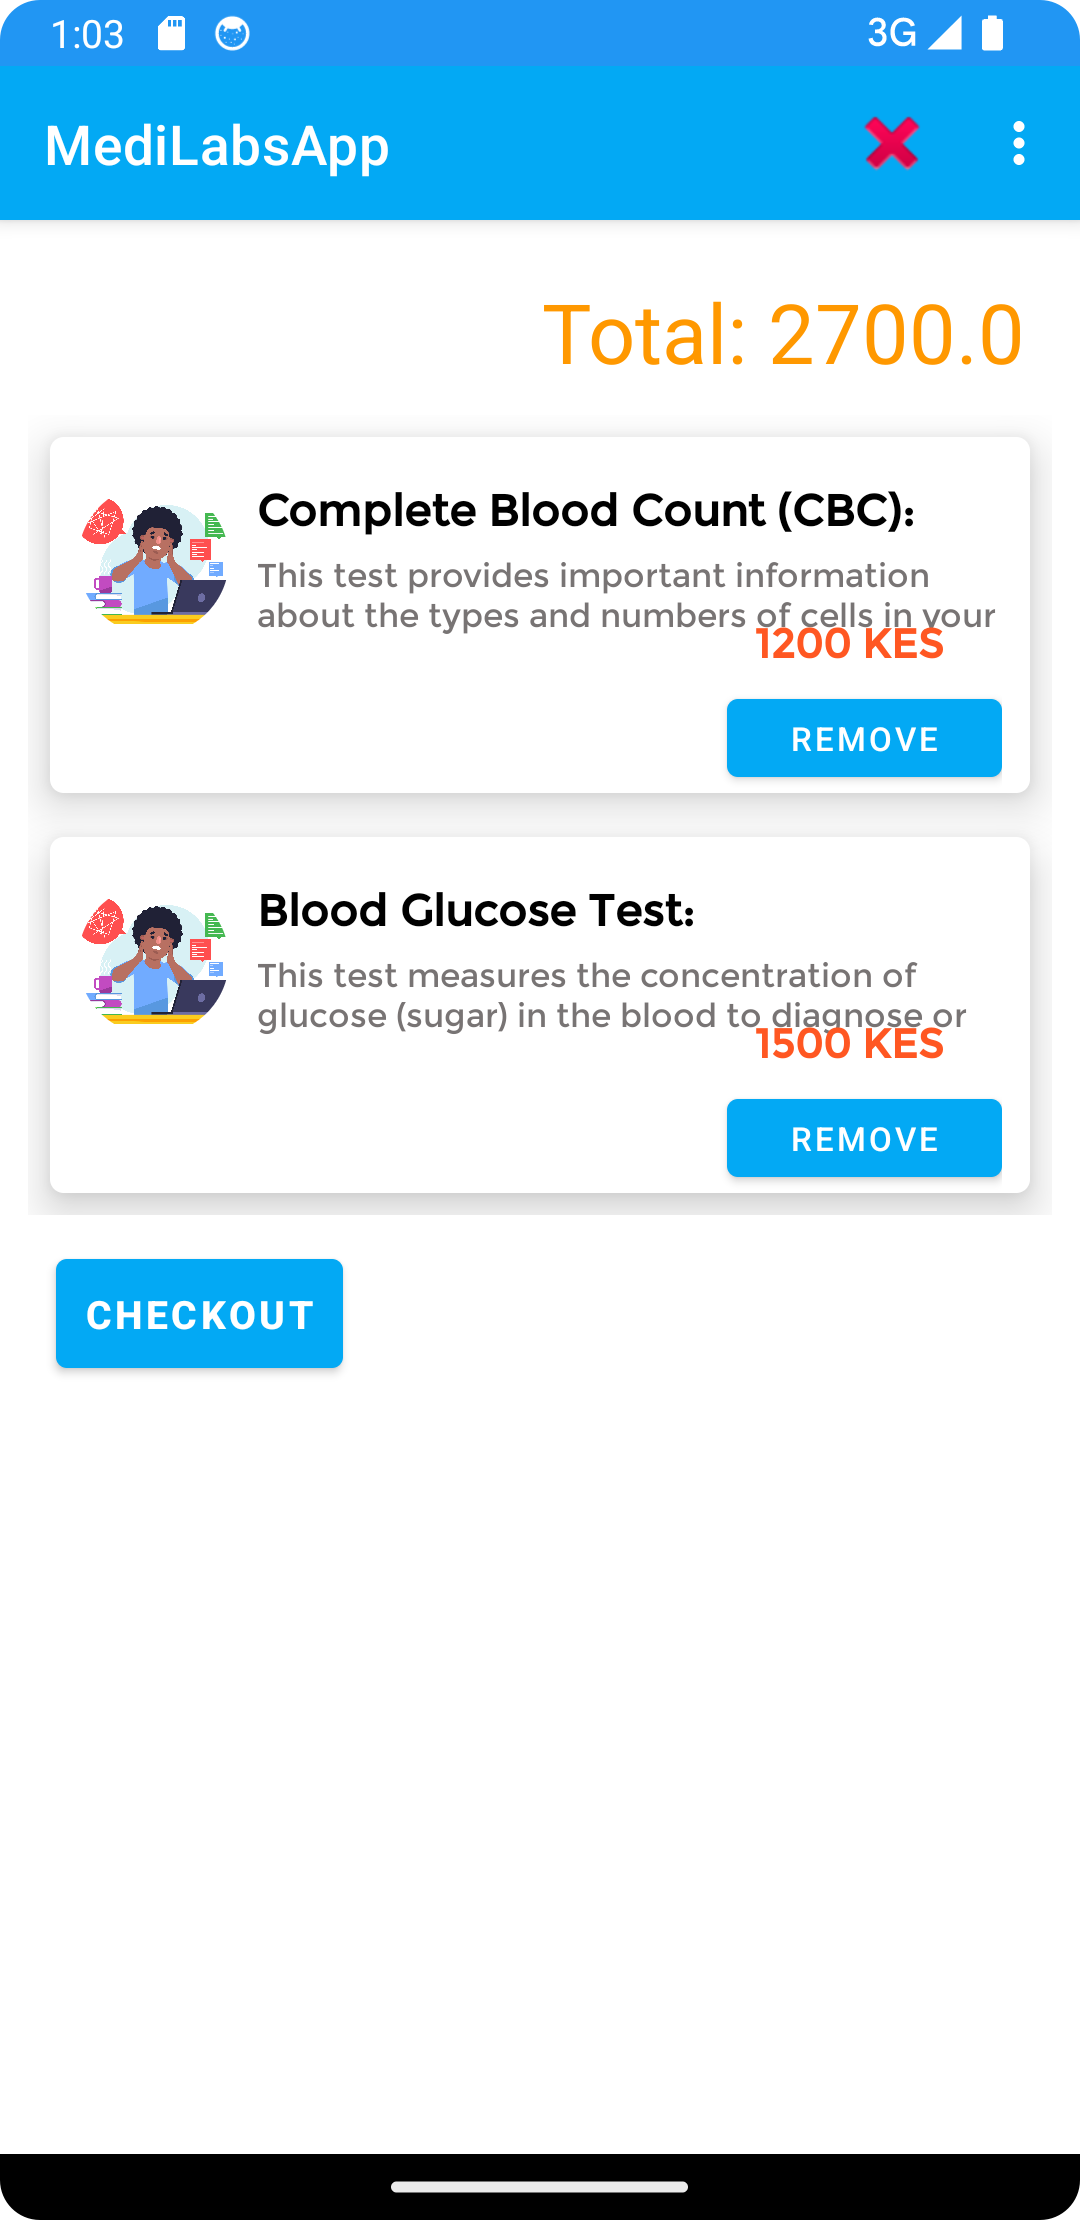 1:03 3G
MediLabsApp
Total: 2700.0
Complete Blood Count (CBC):
This test provides important information
about the types and numbers of cells in your
1200 KES
REMOVE
Blood Glucose Test:
This test measures the concentration of
glucose (sugar) in the blood to diagnose or
1500 KES
REMOVE
CHECKOUT